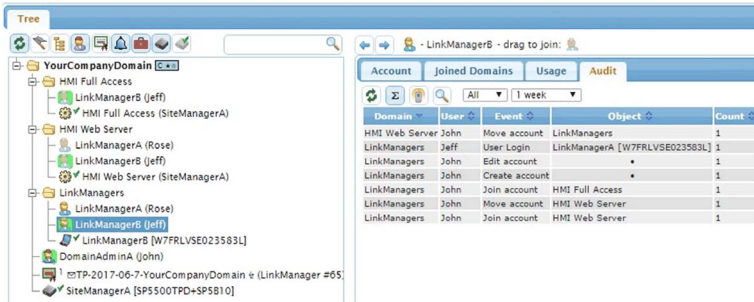 Tree
YourCompanyDomain
HMI Full Access
LinkManagerB (Jeff)
HMI Full Access (SiteManagerA)
HMI Web Server
LinkManagerA (Rose)
LinkManagerB (Jeff)
HMI Web Server (SiteManagerA)
LinkManagers
LinkManagerA (Rose)
LinkManagerB (Jeff)
LinkManagerB [W7FRLVSE023583L]
DomainAdminA (John)
1 TP-2017-06-7-YourCompanyDomain (LinkManager #65
SiteManagerA [SP5500TPD+SP5810]
- LinkManagerB - drag to join:
Account Joined Domains Usage Audit
Σ All 1 week
Domain User Event Object Count
HMI Web Server John Move account LinkManagers 1
LinkManagers Jeff User Login LinkManagerA [W7FRLVSE023583L] 1
LinkManagers John Edit account • 1
LinkManagers John Create account • 1
LinkManagers John Join account HMI Full Access 1
LinkManagers John Move account HMI Web Server 1
LinkManagers John Join account HMI Web Server 1